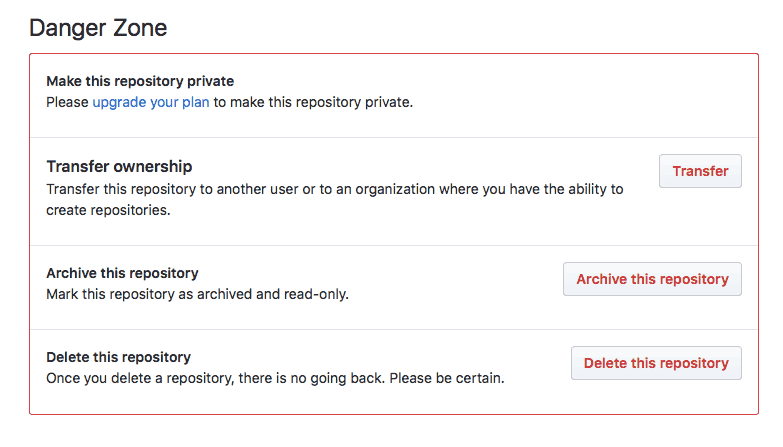 Danger Zone
Make this repository private
Please upgrade your plan to make this repository private.
Transfer ownership
Transfer this repository to another user or to an organization where you have the ability to
create repositories.
Transfer
Archive this repository
Mark this repository as archived and read-only.
Archive this repository
Delete this repository
Once you delete a repository, there is no going back. Please be certain.
Delete this repository